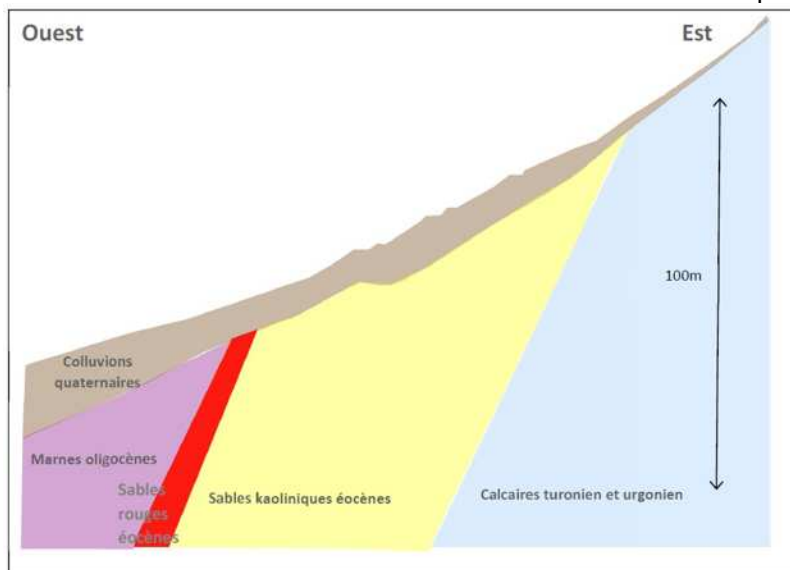 Ouest
Est
100m
Colluvions
quaternaires
Marnes oligocènes
Sables
rouges
éocènes
Sables kaoliniques éocènes
Calcaires turonien et urgonien